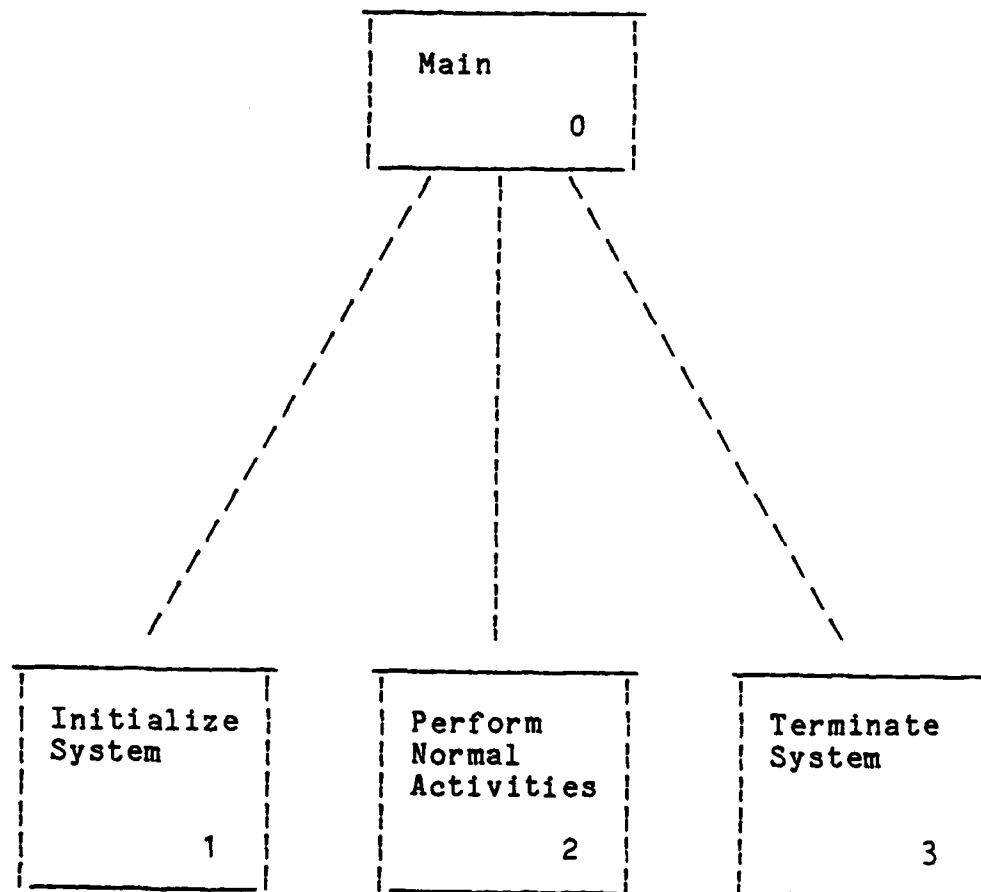 Main
0
Initialize
System
1
Perform
Normal
Activities
2
Terminate
System
3